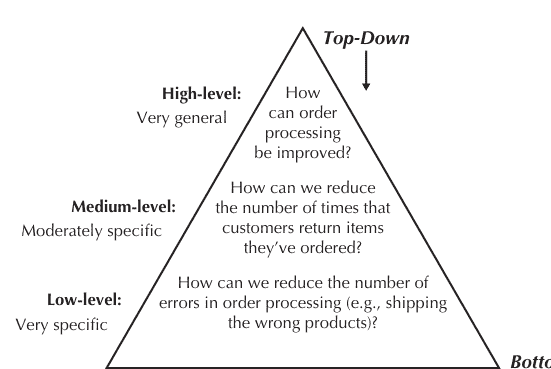 Top-Down
High-level:
Very general
How
can order
processing
be improved?
Medium-level:
Moderately specific
How can we reduce
the number of times that
customers return items
they've ordered?
Low-level:
Very specific
How can we reduce the number of
errors in order processing (e.g., shipping
the wrong products)?